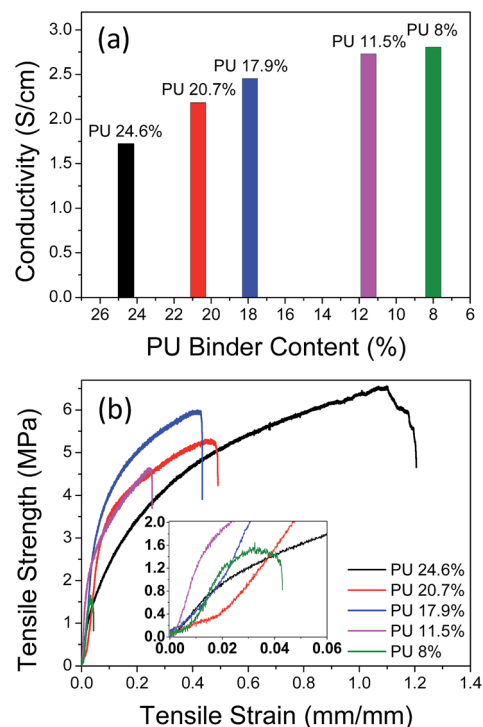 (a)
PU 24.6%
PU 20.7%
PU 17.9%
PU 11.5%
PU 8%
Conductivity (S/cm)
3.0
2.5
2.0
1.5
1.0
0.5
0.0
26 24 22 20 18 16 14 12 10 8 6
PU Binder Content (%)
(b)
Tensile Strength (MPa)
6
5
4
3
2
1
0
2.0
1.6
1.2
0.8
0.4
0.0
0.00 0.02 0.04 0.06
PU 24.6%
PU 20.7%
PU 17.9%
PU 11.5%
PU 8%
0.0 0.2 0.4 0.6 0.8 1.0 1.2 1.4
Tensile Strain (mm/mm)